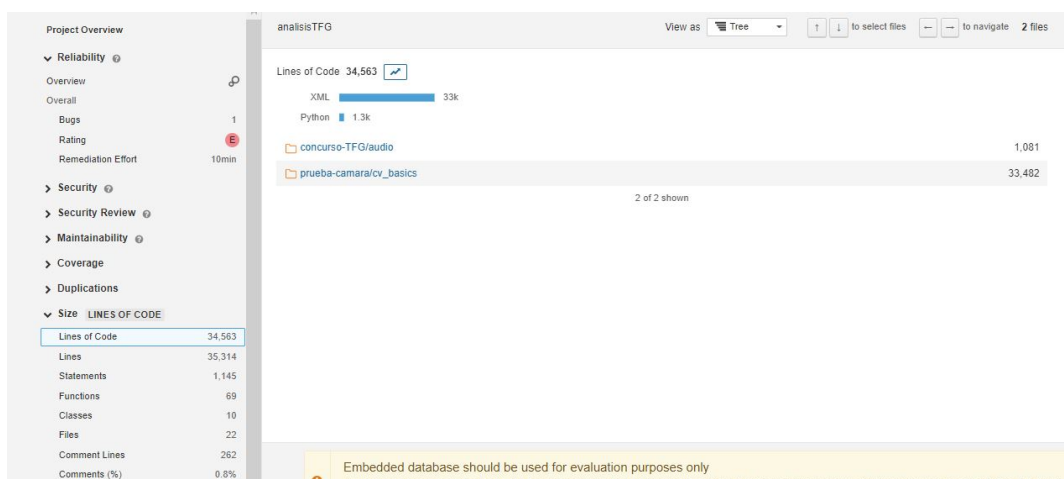 Project Overview
Reliability
Overview
Overall
Bugs 1
Rating E
Remediation Effort 10min
Security
Security Review
Maintainability
Coverage
Duplications
Size LINES OF CODE
Lines of Code 34,563
Lines 35,314
Statements 1,145
Functions 69
Classes 10
Files 22
Comment Lines 262
Comments (%) 0.8%
analisisTFG View as Tree ↑ ↓ to select files ← → to navigate 2 files
Lines of Code 34,563
XML 33k
Python 1.3k
concurso-TFG/audio 1,081
prueba-camara/cv_basics 33,482
2 of 2 shown
Embedded database should be used for evaluation purposes only